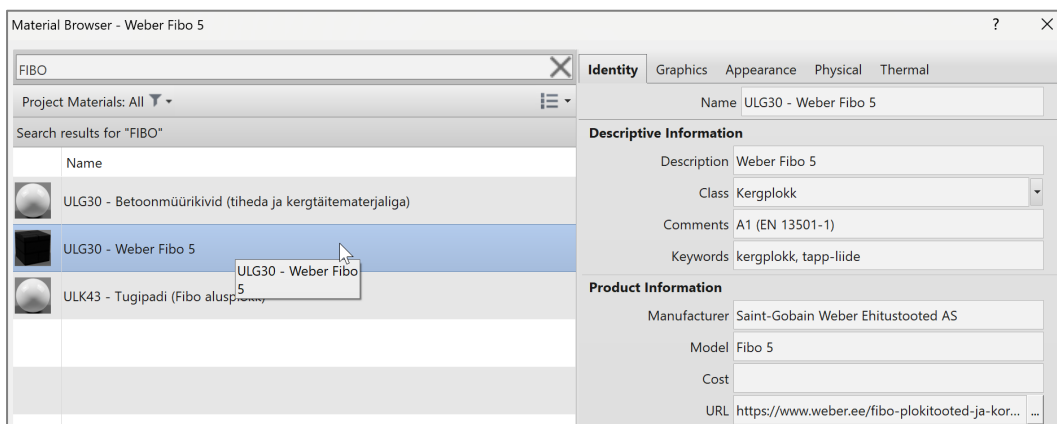 Material Browser - Weber Fibo 5
?
FIBO
Project Materials: All
Search results for "FIBO"
Name
ULG30 - Betoonmüürikivid (tiheda ja kergtäitematerjaliga)
ULG30 - Weber Fibo 5
ULG30 - Weber Fibo
5
ULK43 - Tugipadi (Fibo alusplokk)
Identity Graphics Appearance Physical Thermal
Name ULG30 - Weber Fibo 5
Descriptive Information
Description Weber Fibo 5
Class Kergplokk
Comments A1 (EN 13501-1)
Keywords kergplokk, tapp-liide
Product Information
Manufacturer Saint-Gobain Weber Ehitustooted AS
Model Fibo 5
Cost
URL https://www.weber.ee/fibo-plokitooted-ja-kor... ...